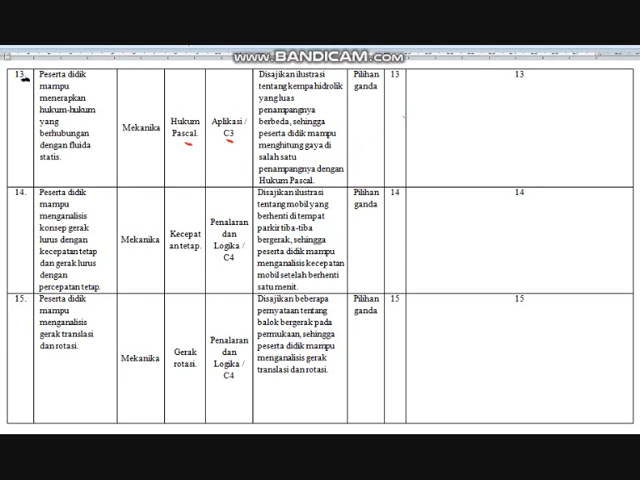 www.BANDICAM.com
13.
Peserta didik
mampu
menerapkan
hukum-hukum
yang
berhubungan
dengan fluida
statis.
Mekanika
Hukum
Pascal.
Aplikasi /
C3
Disajikan ilustrasi
tentang kempa hidrolik
yang luas
penampangnya
berbeda, sehingga
peserta didik mampu
menghitung gaya di
salah satu
penampangnya dengan
Hukum Pascal.
Pilihan
ganda
13
13
14.
Peserta didik
mampu
menganalisis
konsep gerak
lurus dengan
kecepatan tetap
dan gerak lurus
dengan
percepatan tetap.
Mekanika
Kecepat
an tetap.
Penalaran
dan
Logika /
C4
Disajikan ilustrasi
tentang mobil yang
berhenti di tempat
parkir tiba-tiba
bergerak, sehingga
peserta didik mampu
menganalisis kecepatan
mobil setelah berhenti
satu menit.
Pilihan
ganda
14
14
15.
Peserta didik
mampu
menganalisis
gerak translasi
dan rotasi.
Mekanika
Gerak
rotasi.
Penalaran
dan
Logika /
C4
Disajikan beberapa
pernyataan tentang
balok bergerak pada
permukaan, sehingga
peserta didik mampu
menganalisis gerak
translasi dan rotasi.
Pilihan
ganda
15
15